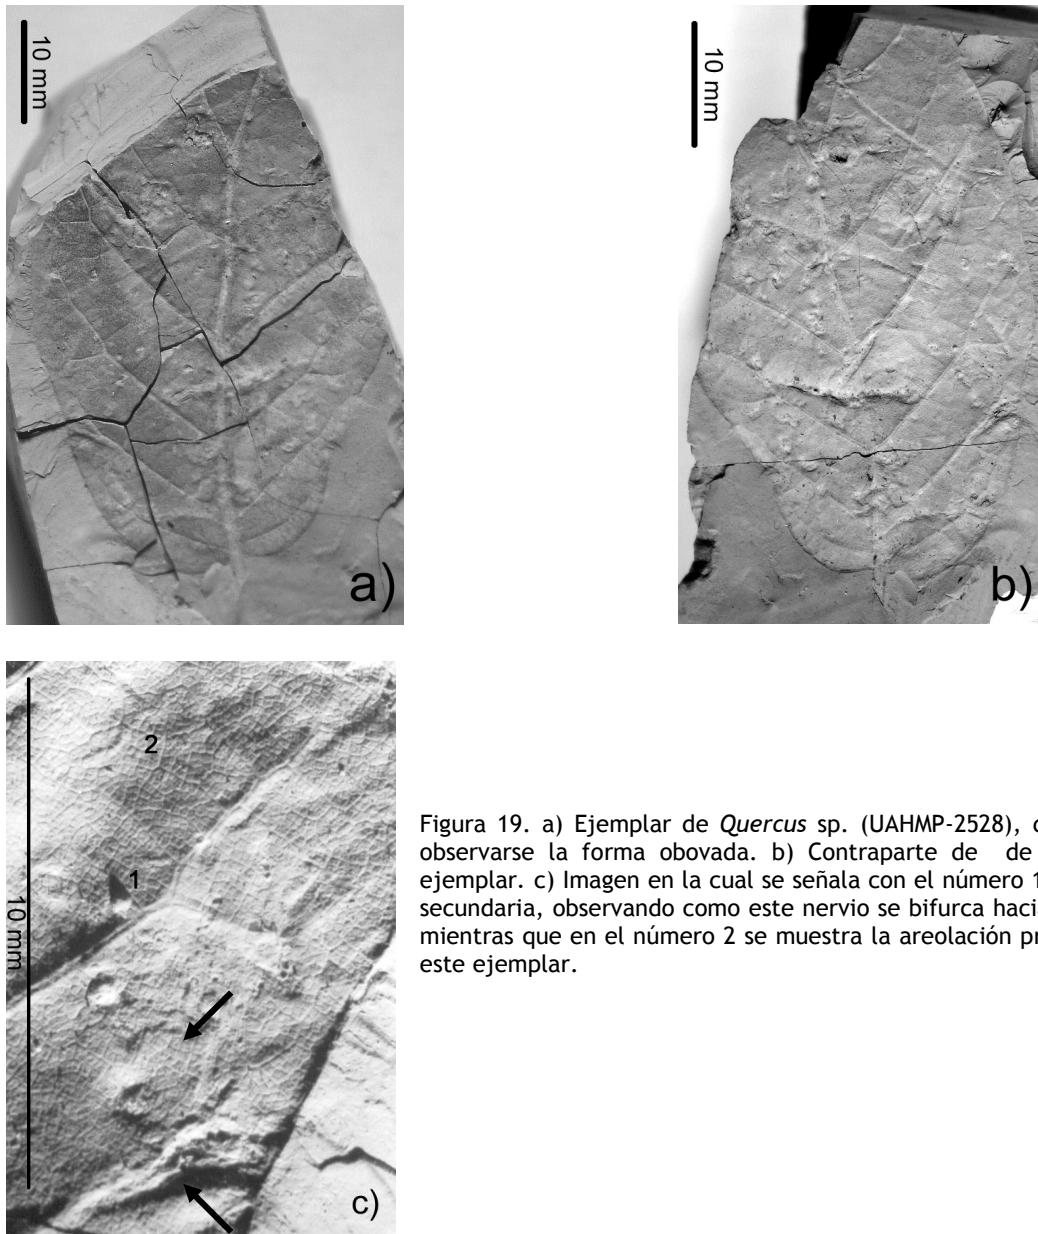 10 mm
a)
10 mm
b)
2
1
10 mm
c)
Figura 19. a) Ejemplar de Quercus sp. (UAHMP-2528),
observarse la forma obovada. b) Contraparte de de
ejemplar. c) Imagen en la cual se señala con el número 1
secundaria, observando como este nervio se bifurca
mientras que en el número 2 se muestra la areolación
este ejemplar.